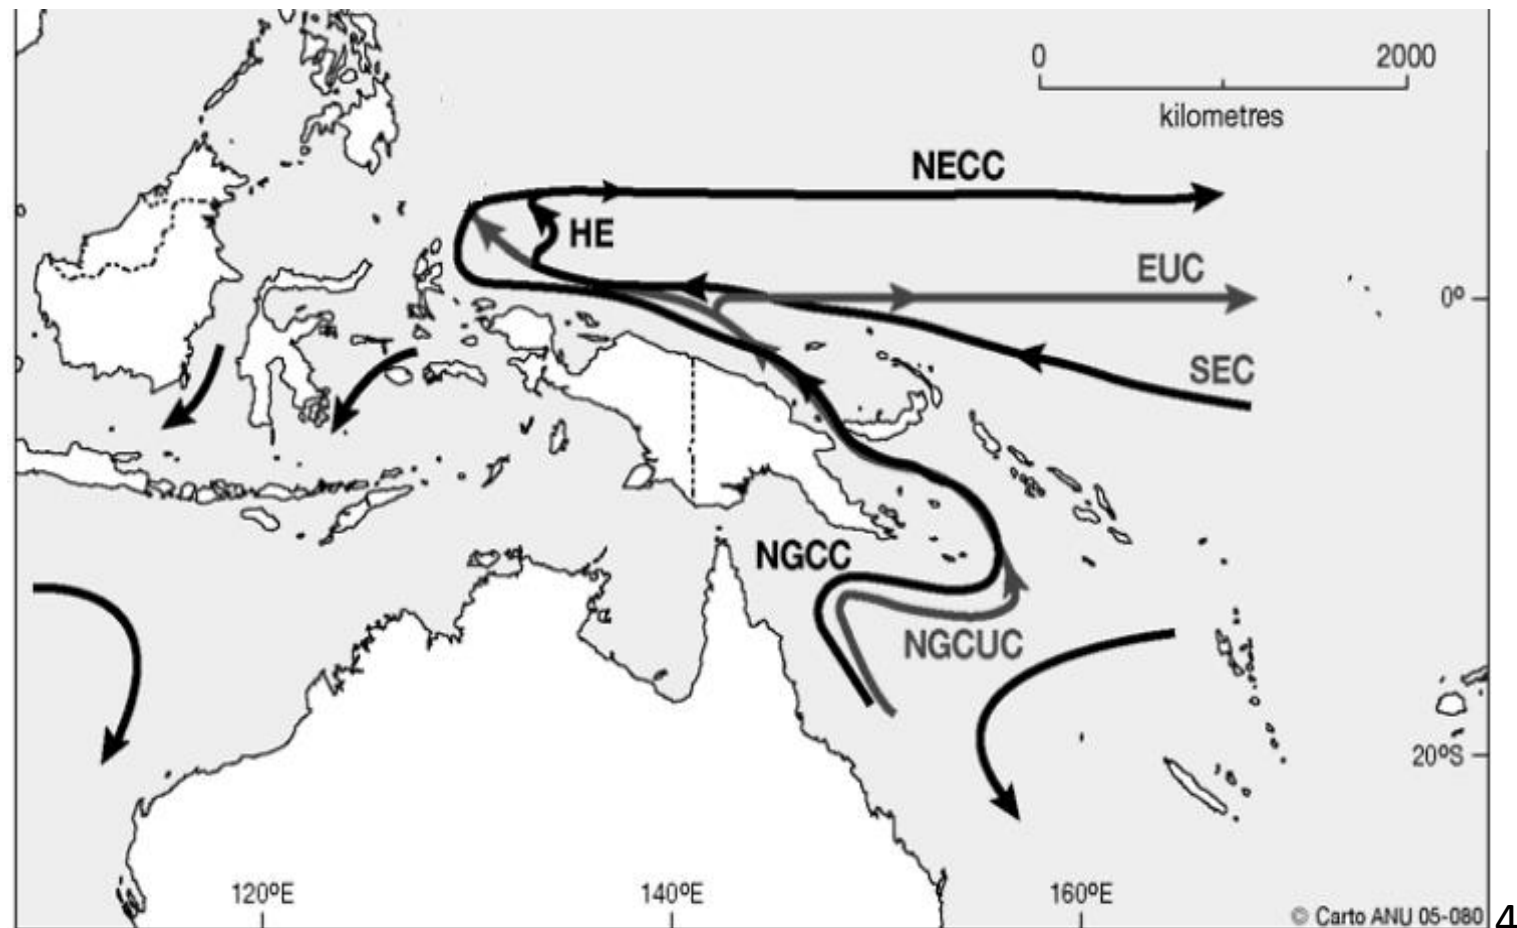 0 2000
kilometres
NECC
HE
EUC
0º
SEC
NGCC
NGCUC
20ºS
120ºE 140ºE 160ºE
© Carto ANU 05-080
4